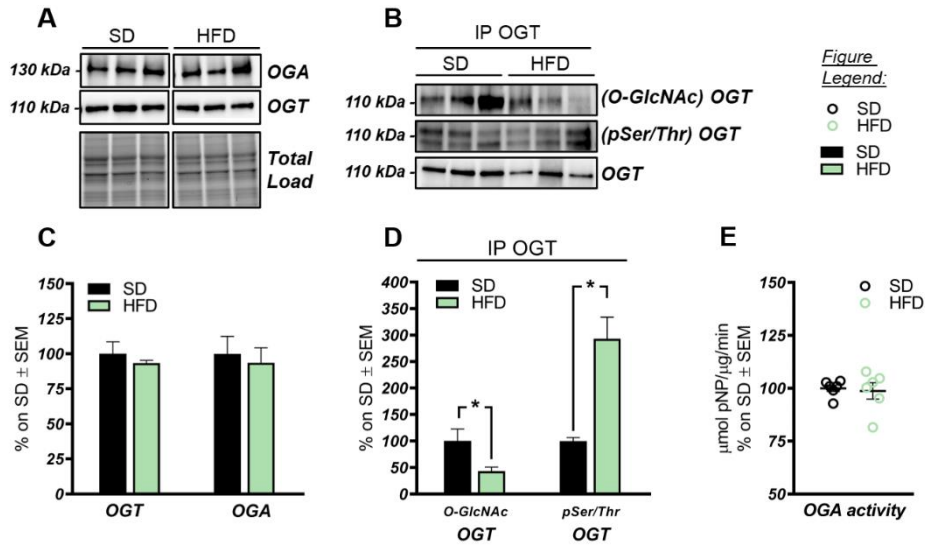 A
SD HFD
130 kDa - OGA
110 kDa - OGT
Total
Load
B
IP OGT
SD HFD
110 kDa - (O-GlcNAc) OGT
110 kDa - (pSer/Thr) OGT
110 kDa - OGT
Figure
Legend:
SD
HFD
SD
HFD
C
% on SD ± SEM
150
125
100
75
50
25
0
SD
HFD
OGT OGA
D
IP OGT
% on SD ± SEM
400
350
300
250
200
150
100
50
0
SD
HFD
*
*
O-GlcNAc pSer/Thr
OGT OGT
E
μmol pNP/μg/min
% on SD ± SEM
150
125
100
75
50
SD
HFD
OGA activity